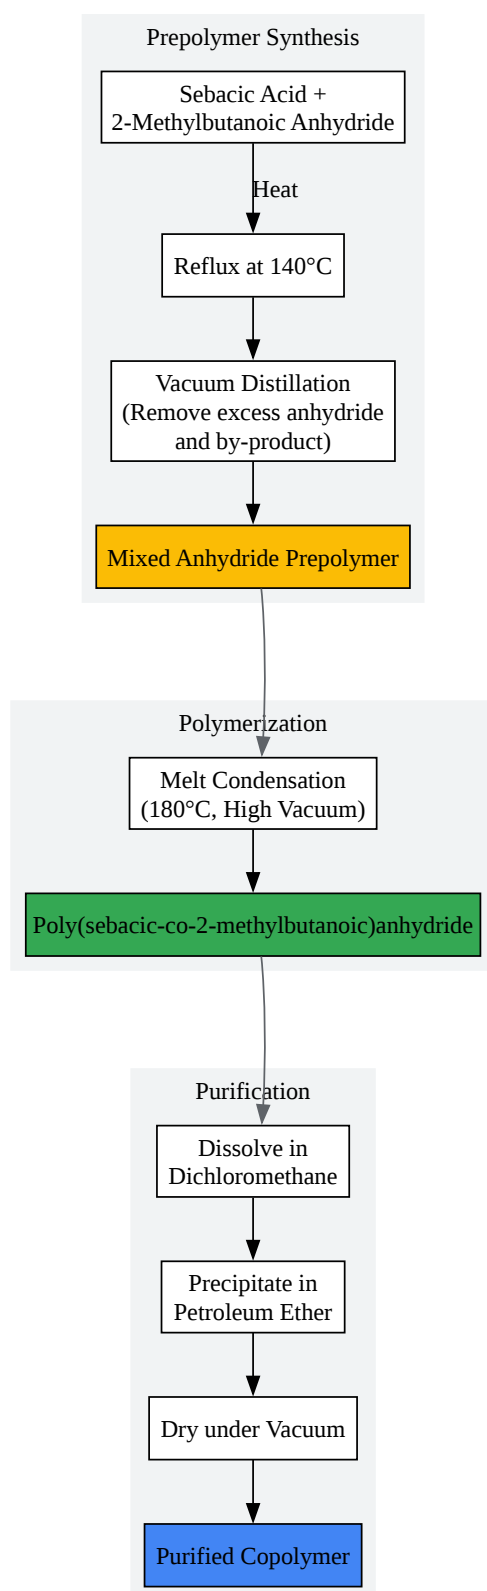 Prepolymer Synthesis
Sebacic Acid +
2-Methylbutanoic Anhydride
Heat
Reflux at 140°C
Vacuum Distillation
(Remove excess anhydride
and by-product)
Mixed Anhydride Prepolymer
Polymerization
Melt Condensation
(180°C, High Vacuum)
Poly(sebacic-co-2-methylbutanoic)anhydride
Purification
Dissolve in
Dichloromethane
Precipitate in
Petroleum Ether
Dry under Vacuum
Purified Copolymer